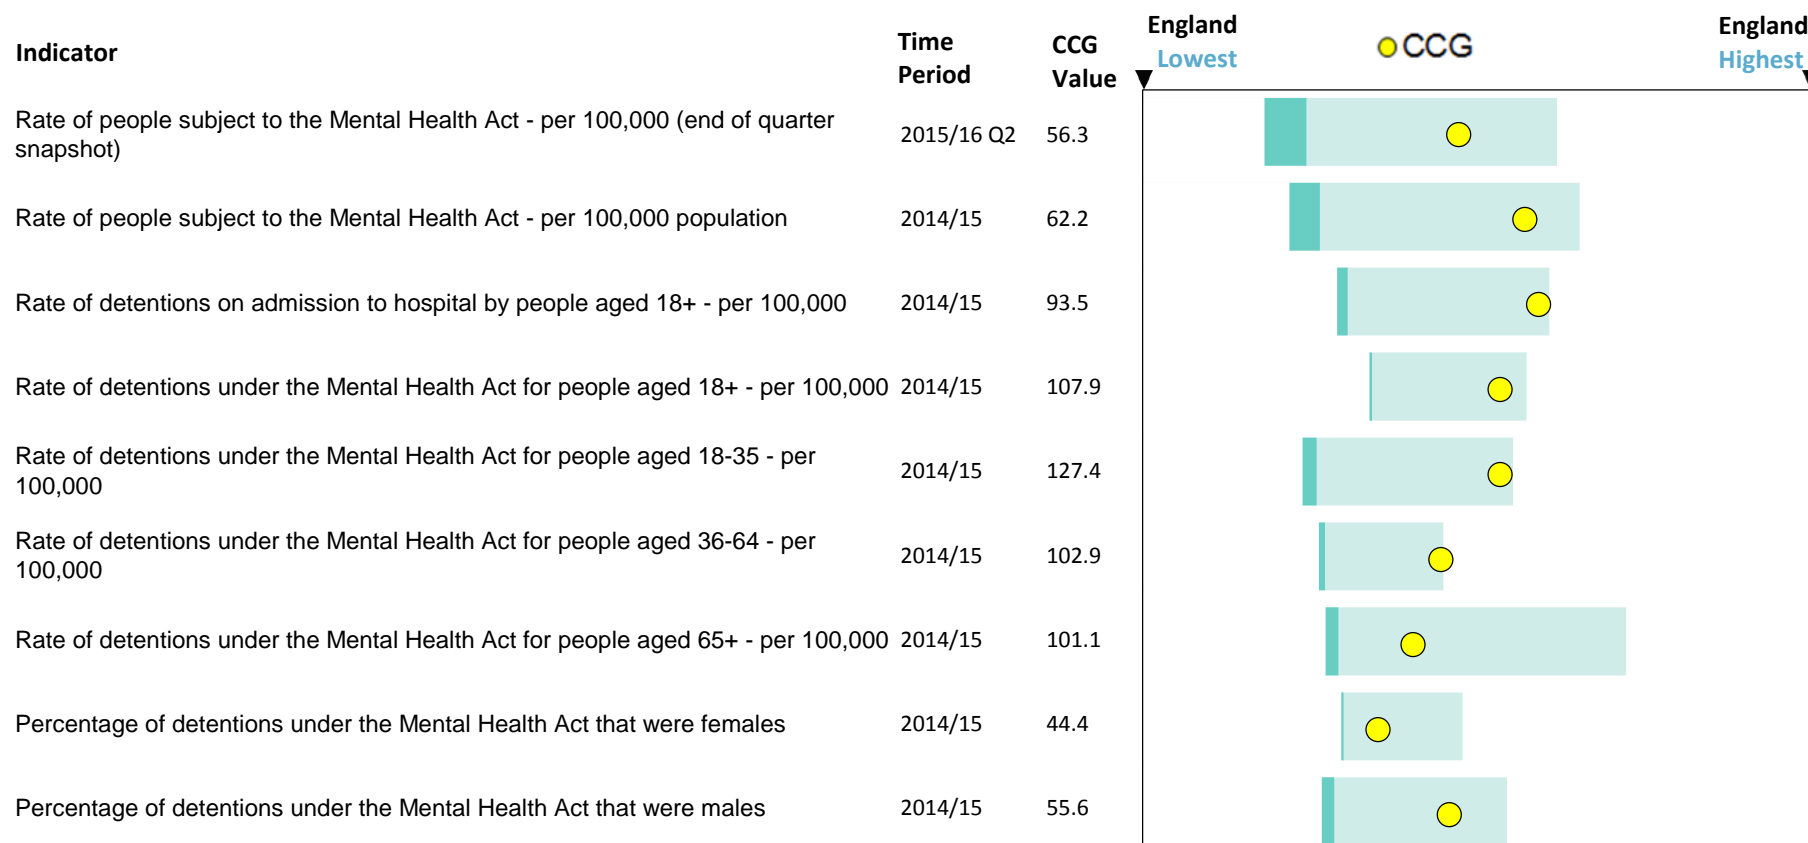 Indicator
Time
Period
CCG
Value
England
Lowest
CCG
England
Highest
Rate of people subject to the Mental Health Act - per 100,000 (end of quarter
snapshot)
2015/16 Q2
56.3
Rate of people subject to the Mental Health Act - per 100,000 population
2014/15
62.2
Rate of detentions on admission to hospital by people aged 18+ - per 100,000
2014/15
93.5
Rate of detentions under the Mental Health Act for people aged 18+ - per 100,000
2014/15
107.9
Rate of detentions under the Mental Health Act for people aged 18-35 - per
100,000
2014/15
127.4
Rate of detentions under the Mental Health Act for people aged 36-64 - per
100,000
2014/15
102.9
Rate of detentions under the Mental Health Act for people aged 65+ - per 100,000
2014/15
101.1
Percentage of detentions under the Mental Health Act that were females
2014/15
44.4
Percentage of detentions under the Mental Health Act that were males
2014/15
55.6